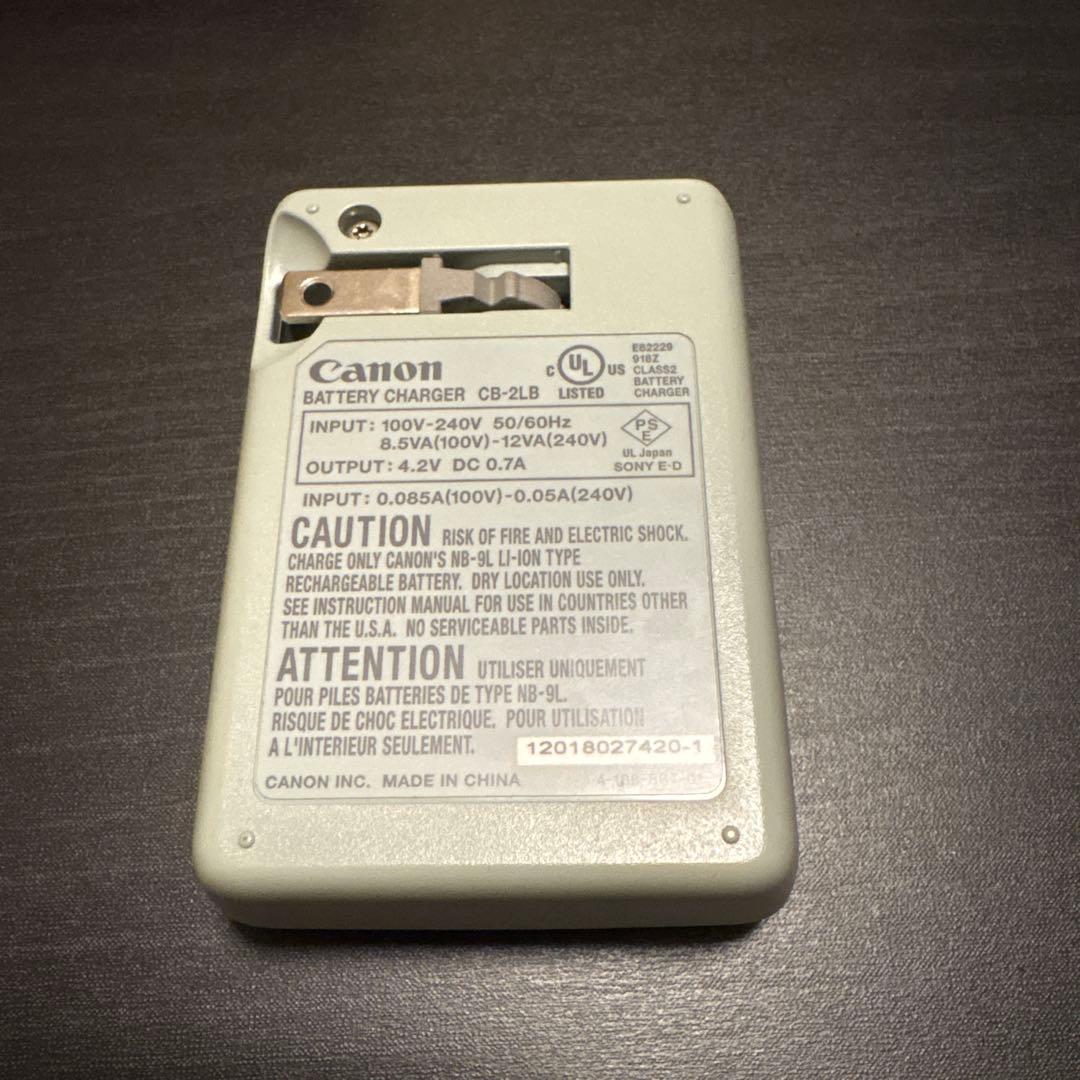 Canon
BATTERY CHARGER CB-2LB
C UL US
LISTED
E82229
918Z
CLASS2
BATTERY
CHARGER
INPUT: 100V-240V 50/60Hz
8.5VA(100V)-12VA(240V)
OUTPUT: 4.2V DC 0.7A
PSE
UL Japan
SONY E·D
INPUT: 0.085A(100V)-0.05A(240V)
CAUTION RISK OF FIRE AND ELECTRIC SHOCK.
CHARGE ONLY CANON'S NB-9L LI-ION TYPE
RECHARGEABLE BATTERY. DRY LOCATION USE ONLY.
SEE INSTRUCTION MANUAL FOR USE IN COUNTRIES OTHER
THAN THE U.S.A. NO SERVICEABLE PARTS INSIDE.
ATTENTION UTILISER UNIQUEMENT
POUR PILES BATTERIES DE TYPE NB-9L.
RISQUE DE CHOC ELECTRIQUE. POUR UTILISATION
A L'INTERIEUR SEULEMENT.
12018027420-1
CANON INC. MADE IN CHINA